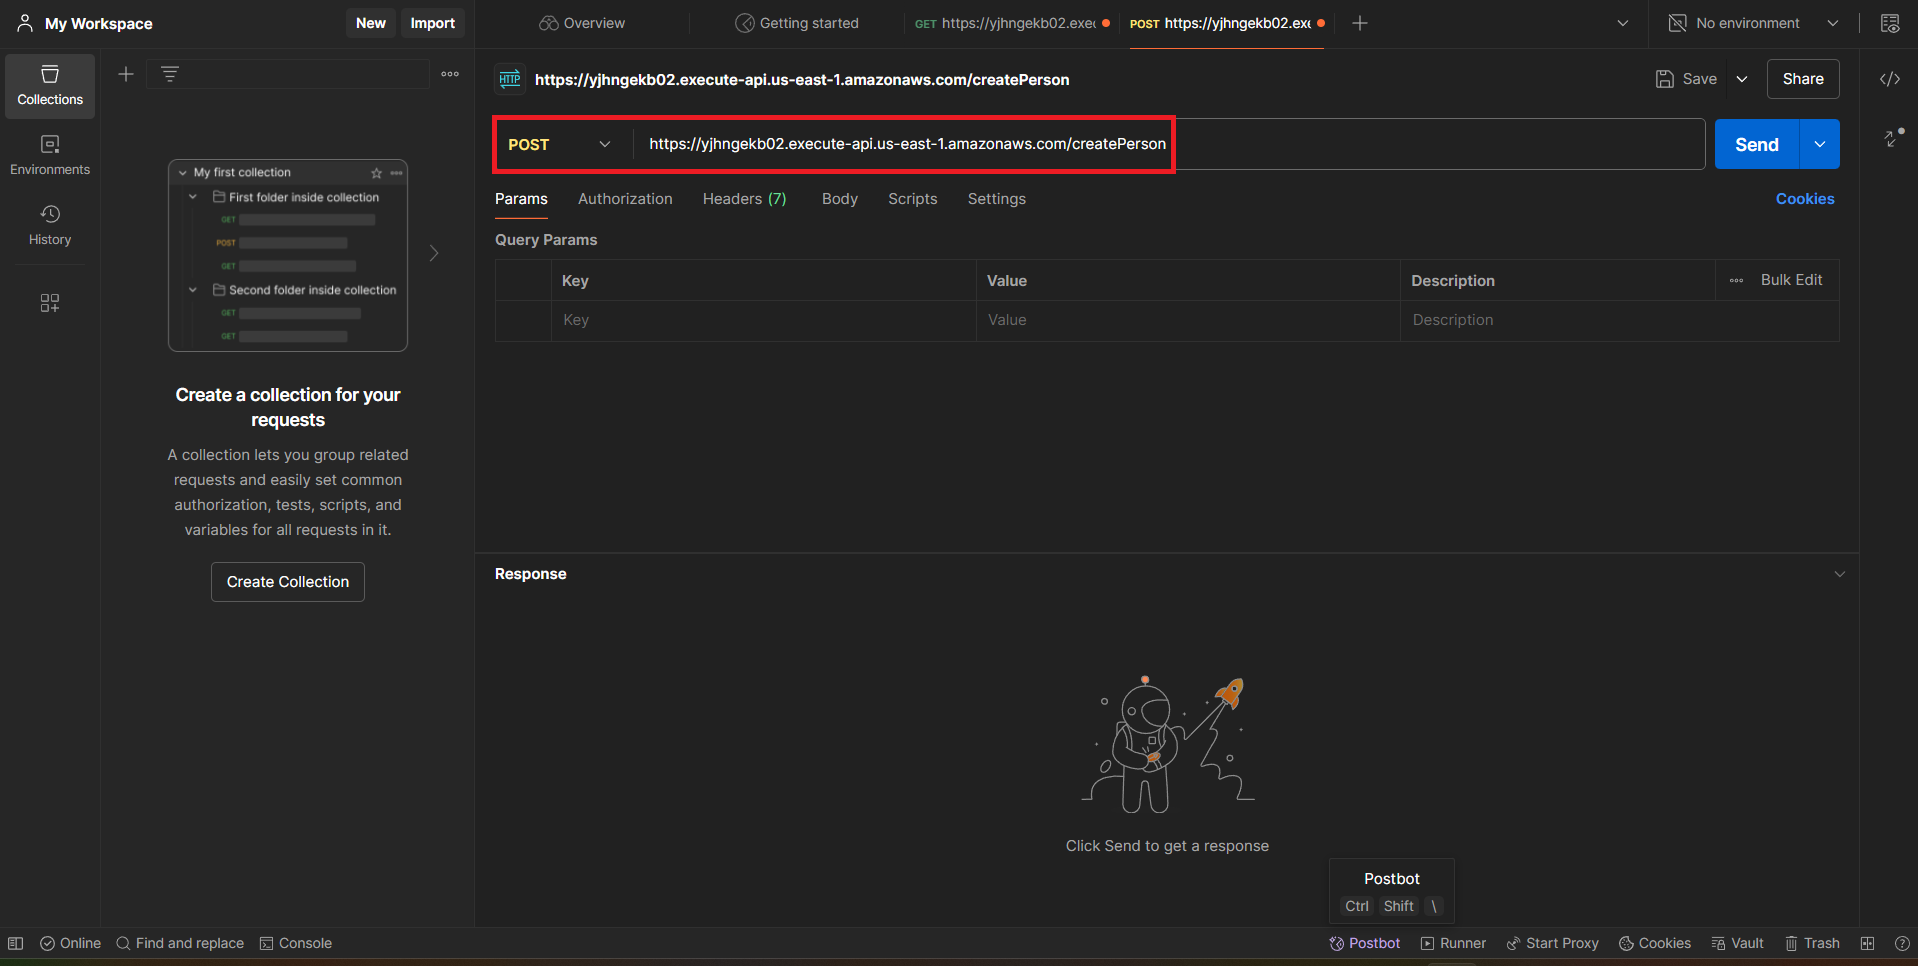 My Workspace
New
Import
Overview
Getting started
GET https://yjhngekb02.exec
POST https://yjhngekb02.exe
No environment
Collections
Environments
History
My first collection
First folder inside collection
GET
POST
GET
Second folder inside collection
GET
GET
Create a collection for your
requests
A collection lets you group related
requests and easily set common
authorization, tests, scripts, and
variables for all requests in it.
Create Collection
HTTP https://yjhngekb02.execute-api.us-east-1.amazonaws.com/createPerson
Save
Share
POST https://yjhngekb02.execute-api.us-east-1.amazonaws.com/createPerson
Send
Params Authorization Headers (7) Body Scripts Settings Cookies
Query Params
Key Value Description Bulk Edit
Key Value Description
Response
Click Send to get a response
Postbot
Ctrl Shift \
Online Find and replace Console Postbot Runner Start Proxy Cookies Vault Trash